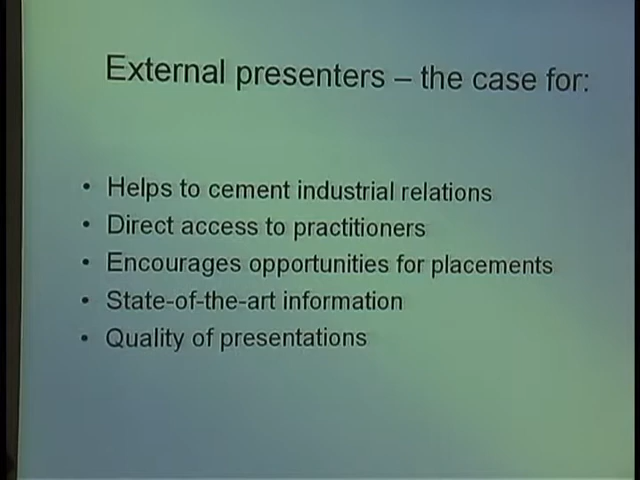 External presenters – the case for:
• Helps to cement industrial relations
• Direct access to practitioners
• Encourages opportunities for placements
• State-of-the-art information
• Quality of presentations